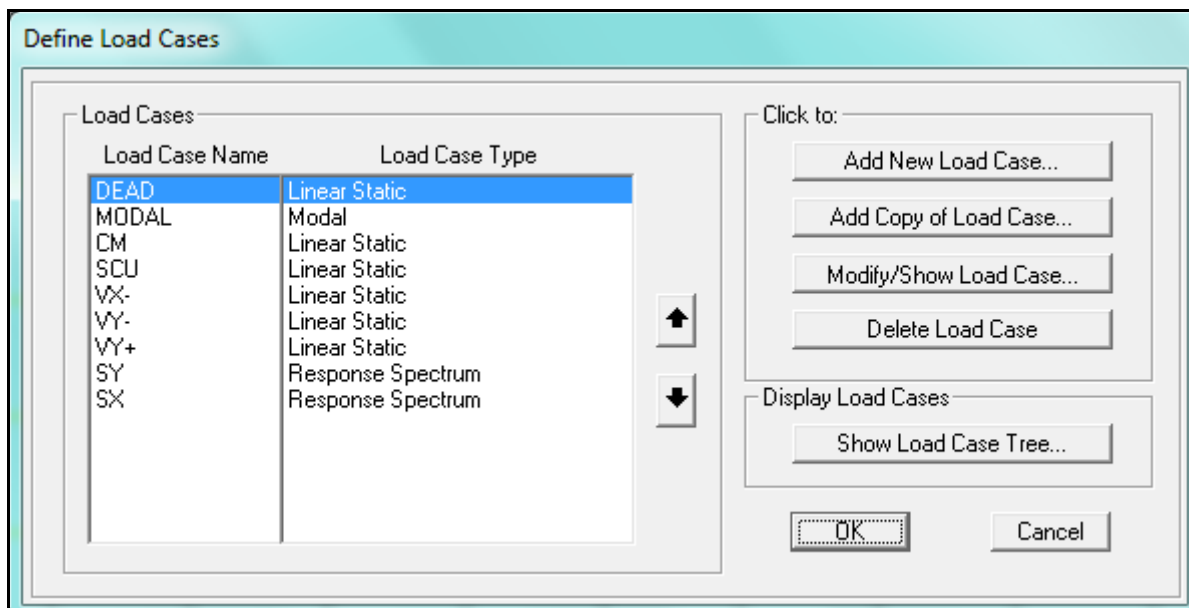 Define Load Cases
Load Cases
Load Case Name Load Case Type
DEAD Linear Static
MODAL Modal
CM Linear Static
SCU Linear Static
VX- Linear Static
VY- Linear Static
VY+ Linear Static
SY Response Spectrum
SX Response Spectrum
Click to:
Add New Load Case...
Add Copy of Load Case...
Modify/Show Load Case...
Delete Load Case
Display Load Cases
Show Load Case Tree...
OK Cancel